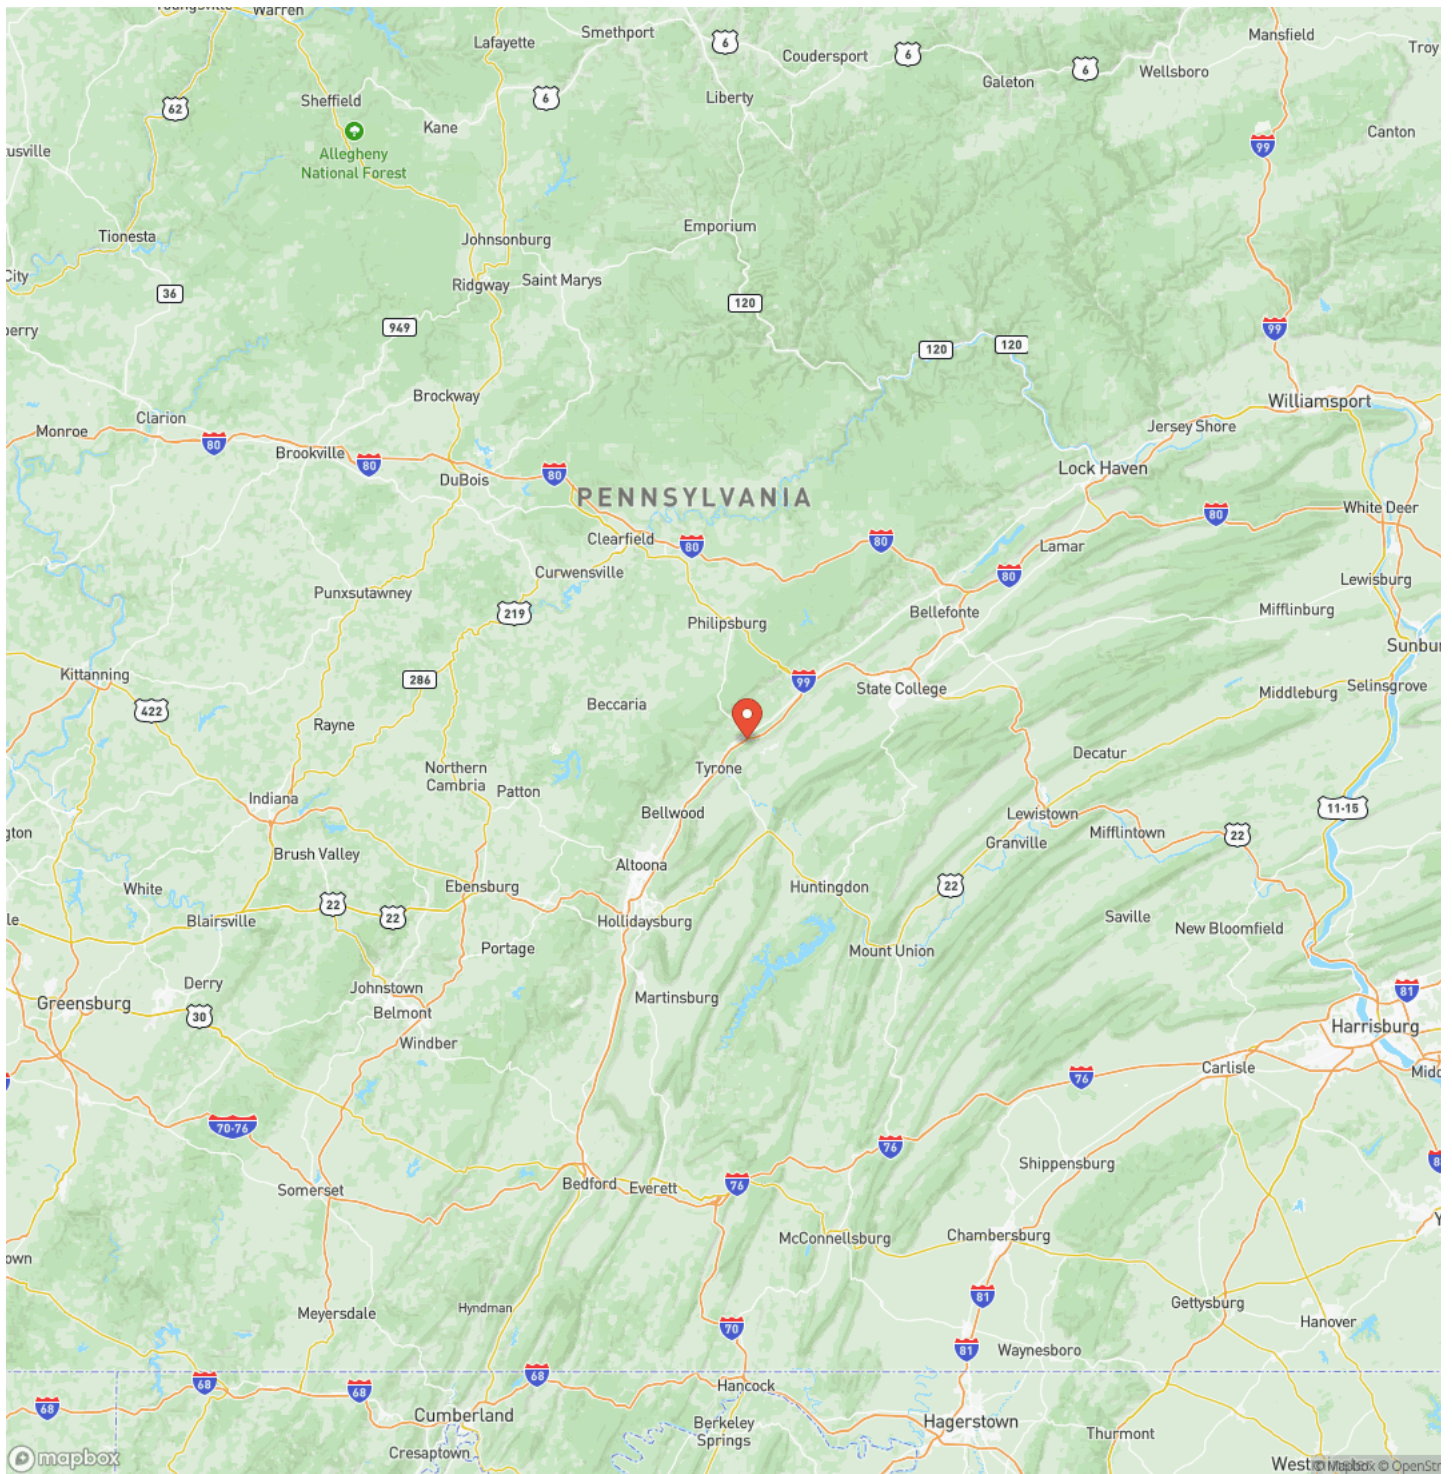 Warren
Smethport
6
Mansfield
Lafayette
Coudersport
6
Troy
6
Wellsboro
Galeton
Sheffield
62
6
Liberty
Kane
Canton
99
Allegheny
National Forest
Emporium
Tionesta
Johnsonburg
City
Ridgway
Saint Marys
36
120
949
99
120
120
Brockway
Williamsport
Clarion
Jersey Shore
Monroe
80
Brookville
80
Lock Haven
DuBois
80
PENNSYLVANIA
White Deer
80
Clearfield
80
80
Lamar
Curwensville
80
Lewisburg
Punxsutawney
219
Bellefonte
Mifflinburg
Philipsburg
Kittanning
286
99
State College
Middleburg
Selinsgrove
422
Rayne
Beccaria
Decatur
Tyrone
Northern
Cambria
Patton
Indiana
Bellwood
Lewistown
11-15
Mifflintown
22
Granville
Brush Valley
Altoona
White
Ebensburg
Huntingdon
22
22
22
Blairsville
Hollidaysburg
Saville
New Bloomfield
Portage
Mount Union
Derry
Johnstown
81
Greensburg
Martinsburg
Belmont
30
Harrisburg
Windber
Carlisle
76
70-76
76
Shippensburg
Bedford
Everett
76
Somerset
McConnellsburg
Chambersburg
81
Gettysburg
Meyersdale
Hyndman
70
Hanover
81
Waynesboro
68
68
68
Hancock
68
Cumberland
Berkeley
Springs
Hagerstown
Thurmont
Cresaptown
mapbox
© Mapbox © OpenStr